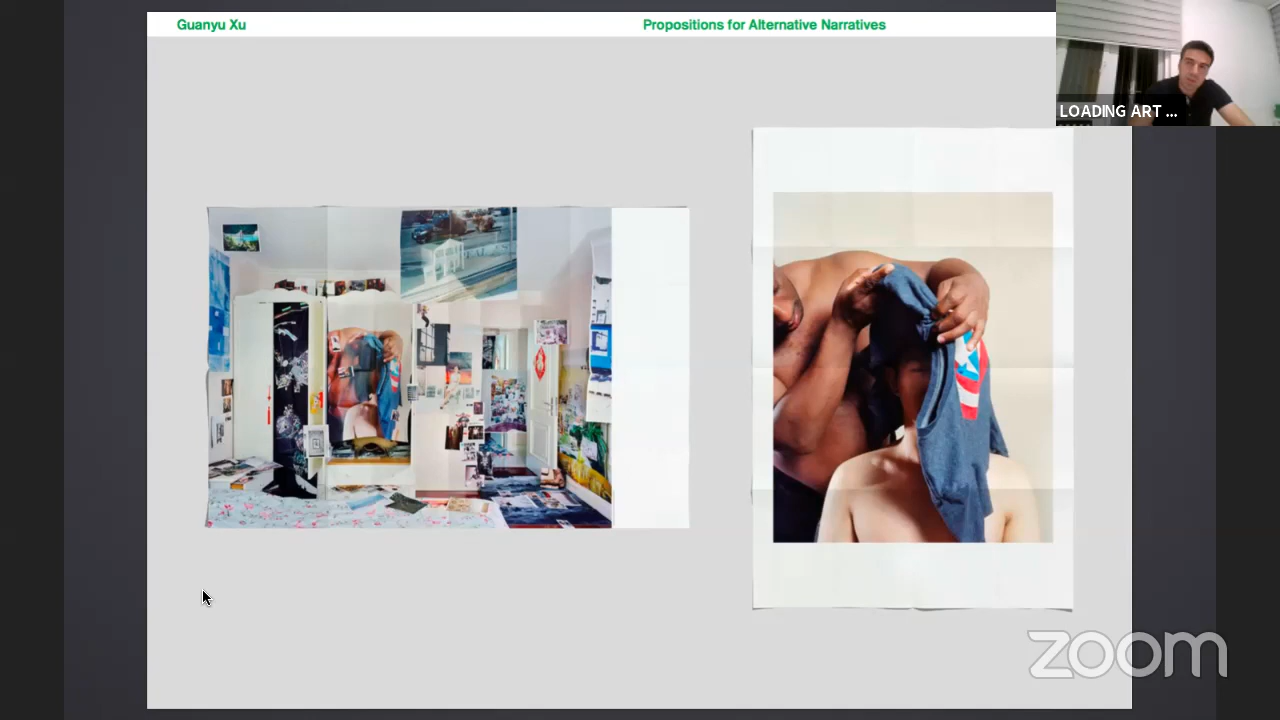 Guanyu Xu
Propositions for Alternative Narratives
LOADING ART ...
zoom